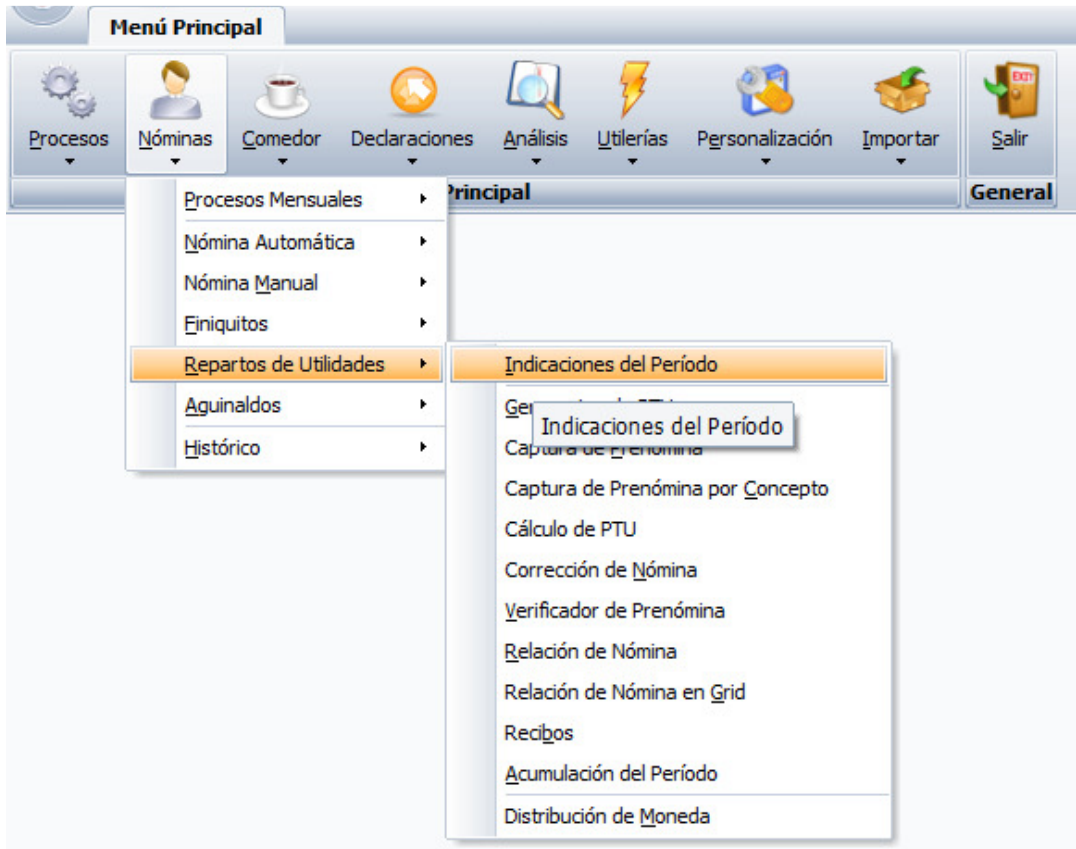 Menú Principal
Procesos
Nóminas
Comedor
Declaraciones
Análisis
Utilerías
Personalización
Importar
Salir
EXIT
Principal
General
Procesos Mensuales
Nómina Automática
Nómina Manual
Finiquitos
Repartos de Utilidades
Aguinaldos
Histórico
Indicaciones del Período
Indicaciones del Período
Captura de Prenómina
Captura de Prenómina por Concepto
Cálculo de PTU
Corrección de Nómina
Verificador de Prenómina
Relación de Nómina
Relación de Nómina en Grid
Recibos
Acumulación del Período
Distribución de Moneda